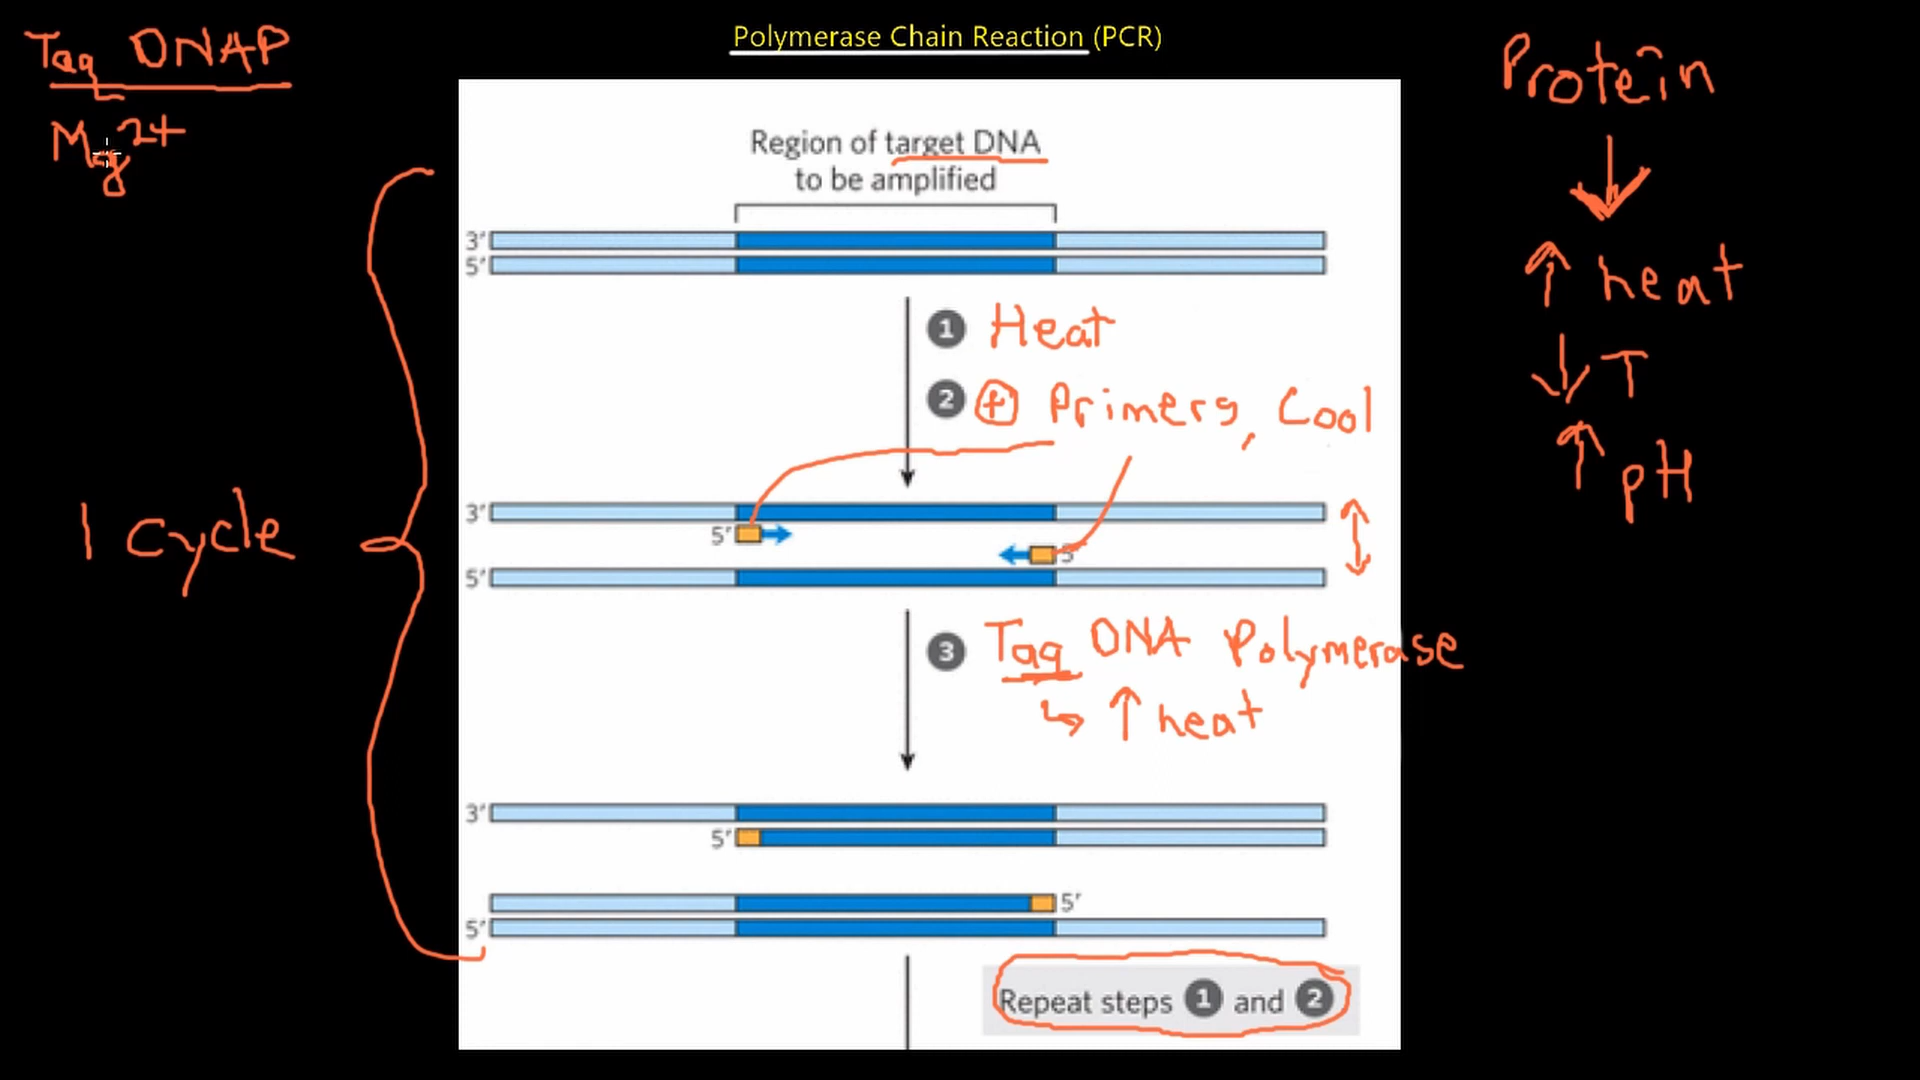 Polymerase Chain Reaction (PCR)
Taq DNAP
Mg2+
Protein
↑ heat
↓ T
↑ pH
Region of target DNA
to be amplified
3′
5′
1 Heat
2 + Primers, Cool
3′
5′
5′
5′
1 cycle
3 Taq DNA Polymerase
↳ ↑ heat
3′
5′
5′
5′
Repeat steps 1 and 2